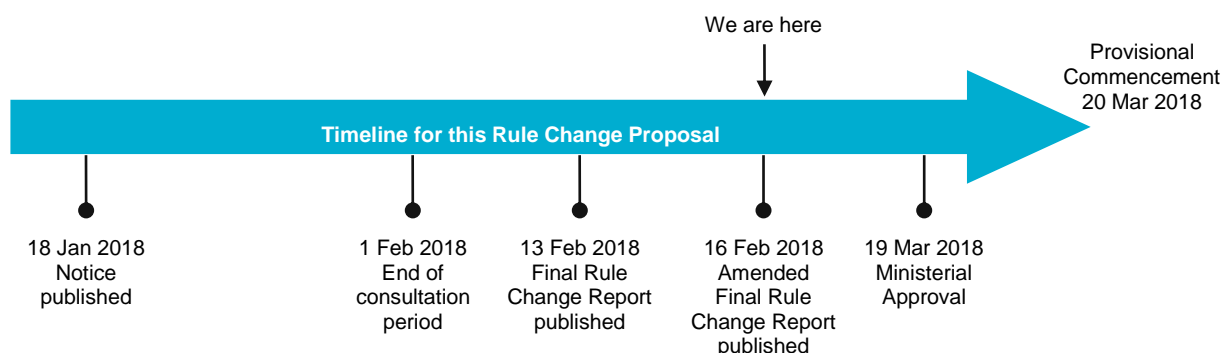 We are here
Provisional
Commencement
20 Mar 2018
Timeline for this Rule Change Proposal
18 Jan 2018
Notice
published
1 Feb 2018
End of
consultation
period
13 Feb 2018
Final Rule
Change Report
published
16 Feb 2018
Amended
Final Rule
Change Report
published
19 Mar 2018
Ministerial
Approval